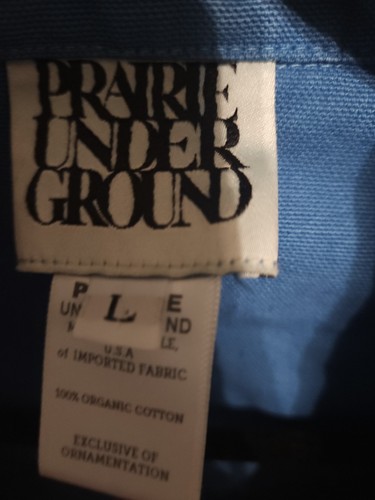 PRAIRIE
UNDER
GROUND
L
U.S.A
of IMPORTED FABRIC
100% ORGANIC COTTON
EXCLUSIVE OF
ORNAMENTATION